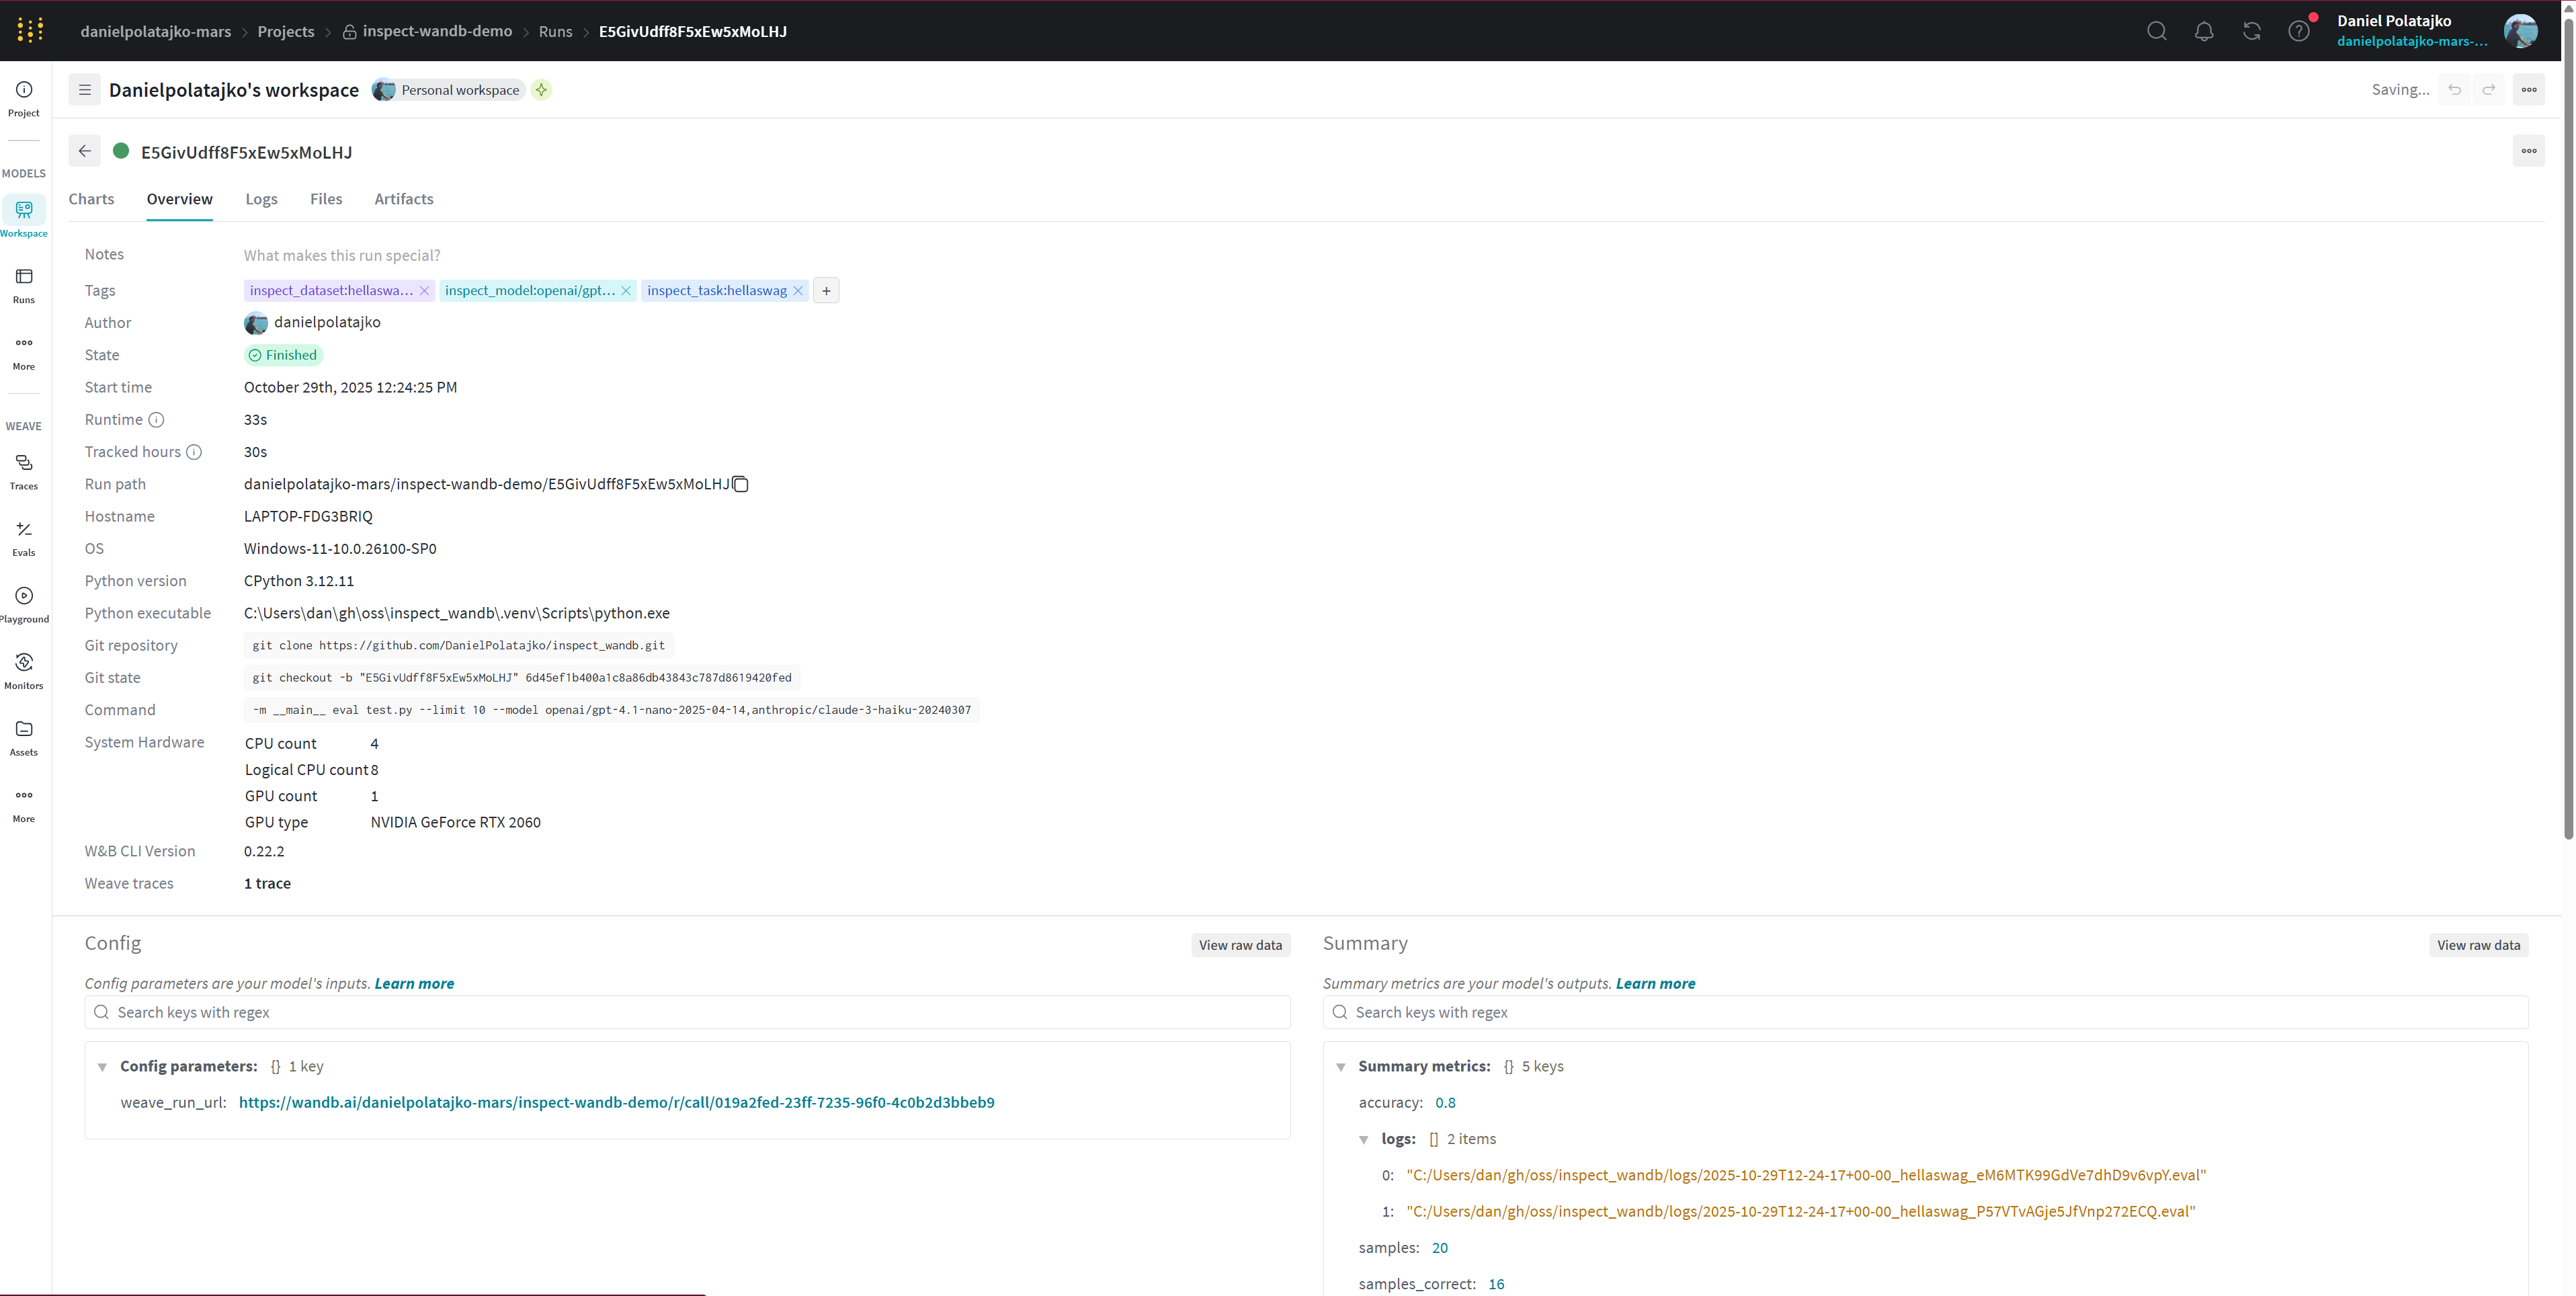 danielpolatajko-mars > Projects > inspect-wandb-demo > Runs > E5GivUdff8F5xEw5xMoLHJ
Daniel Polatajko
danielpolatajko-mars-...
Project
MODELS
Workspace
Runs
More
WEAVE
Traces
Evals
Playground
Monitors
Assets
More
Danielpolatajko's workspace Personal workspace Saving...
E5GivUdff8F5xEw5xMoLHJ
Charts Overview Logs Files Artifacts
Notes What makes this run special?
Tags inspect_dataset:hellaswa... inspect_model:openai/gpt... inspect_task:hellaswag +
Author danielpolatajko
State Finished
Start time October 29th, 2025 12:24:25 PM
Runtime 33s
Tracked hours 30s
Run path danielpolatajko-mars/inspect-wandb-demo/E5GivUdff8F5xEw5xMoLHJ
Hostname LAPTOP-FDG3BRIQ
OS Windows-11-10.0.26100-SP0
Python version CPython 3.12.11
Python executable C:\Users\dan\gh\oss\inspect_wandb\.venv\Scripts\python.exe
Git repository git clone https://github.com/DanielPolatajko/inspect_wandb.git
Git state git checkout -b "E5GivUdff8F5xEw5xMoLHJ" 6d45ef1b400a1c8a86db43843c787d8619420fed
Command -m __main__ eval test.py --limit 10 --model openai/gpt-4.1-nano-2025-04-14,anthropic/claude-3-haiku-20240307
System Hardware CPU count 4
Logical CPU count 8
GPU count 1
GPU type NVIDIA GeForce RTX 2060
W&B CLI Version 0.22.2
Weave traces 1 trace
Config View raw data
Config parameters are your model's inputs. Learn more
Search keys with regex
Config parameters: {} 1 key
weave_run_url: https://wandb.ai/danielpolatajko-mars/inspect-wandb-demo/r/call/019a2fed-23ff-7235-96f0-4c0b2d3bbeb9
Summary View raw data
Summary metrics are your model's outputs. Learn more
Search keys with regex
Summary metrics: {} 5 keys
accuracy: 0.8
logs: [] 2 items
0: "C:/Users/dan/gh/oss/inspect_wandb/logs/2025-10-29T12-24-17+00-00_hellaswag_eM6MTK99GdVe7dhD9v6vpY.eval"
1: "C:/Users/dan/gh/oss/inspect_wandb/logs/2025-10-29T12-24-17+00-00_hellaswag_P57VTvAGje5JfVnp272ECQ.eval"
samples: 20
samples_correct: 16